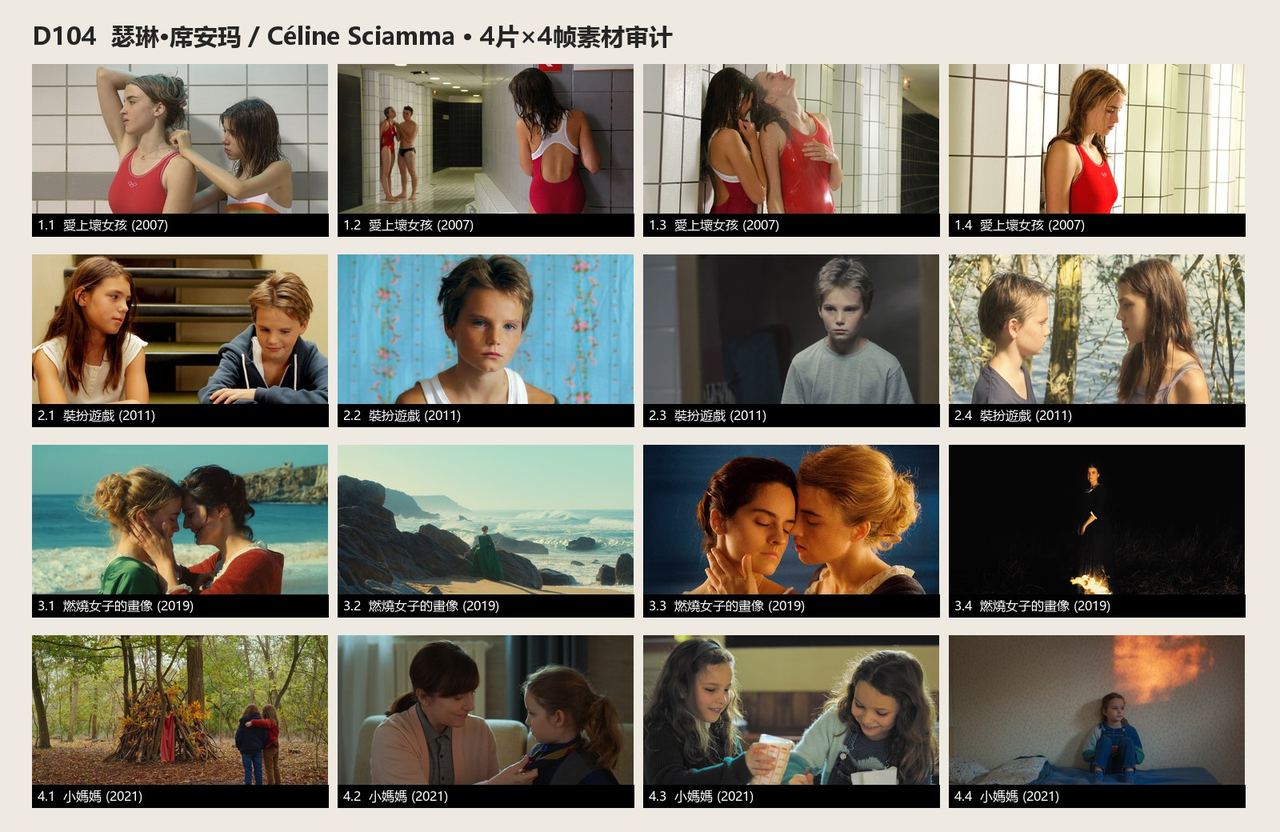 D104 瑟琳•席安玛 / Céline Sciamma • 4片×4帧素材审计
1.1 愛上壞女孩 (2007)
1.2 愛上壞女孩 (2007)
1.3 愛上壞女孩 (2007)
1.4 愛上壞女孩 (2007)
2.1 裝扮遊戲 (2011)
2.2 裝扮遊戲 (2011)
2.3 裝扮遊戲 (2011)
2.4 裝扮遊戲 (2011)
3.1 燃燒女子的畫像 (2019)
3.2 燃燒女子的畫像 (2019)
3.3 燃燒女子的畫像 (2019)
3.4 燃燒女子的畫像 (2019)
4.1 小媽媽 (2021)
4.2 小媽媽 (2021)
4.3 小媽媽 (2021)
4.4 小媽媽 (2021)